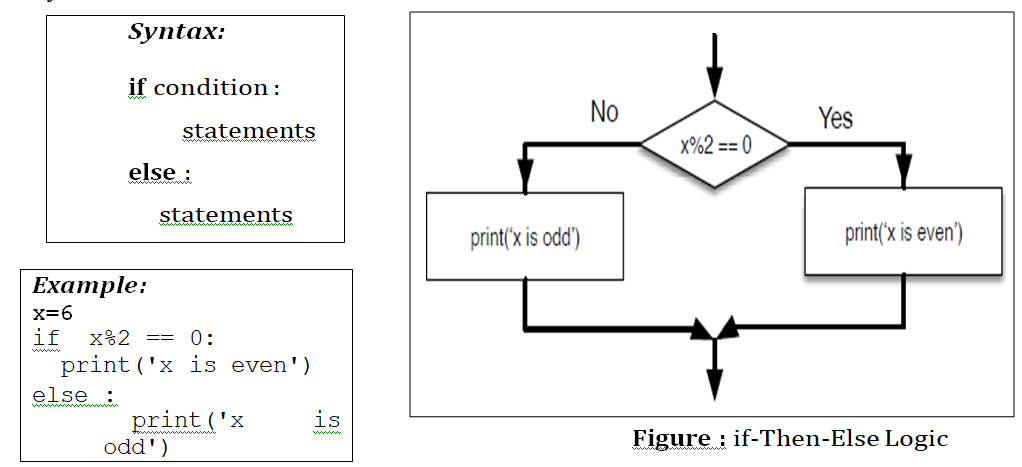 Syntax:
if condition :
statements
else :
statements
Example:
x=6
if x%2 == 0:
print('x is even')
else :
print('x is
odd')
No
Yes
x%2 == 0
print(‘x is odd’)
print(‘x is even’)
Figure : if-Then-Else Logic